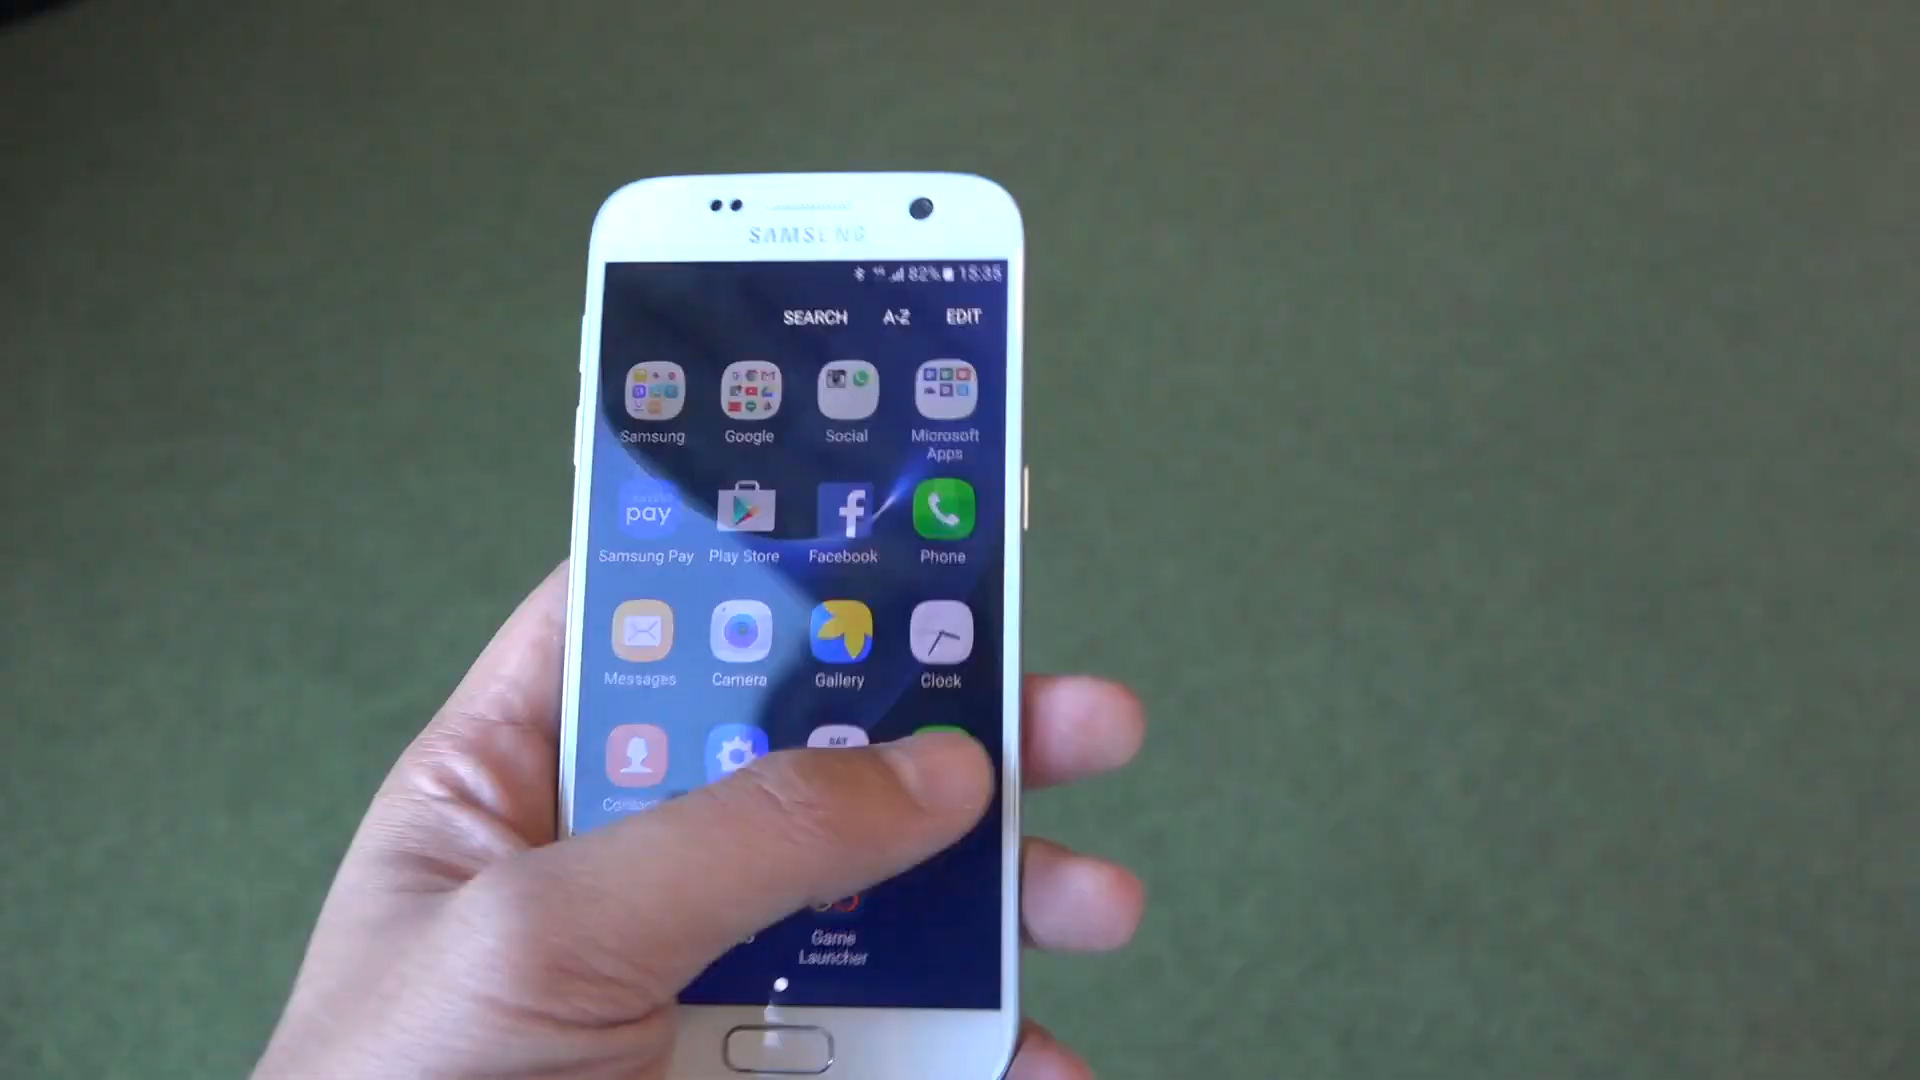 SAMSUNG
82% 15:35
SEARCH A-Z EDIT
Samsung Google Social Microsoft
Apps
pay
Samsung Pay Play Store Facebook Phone
Messages Camera Gallery Clock
Game
Launcher